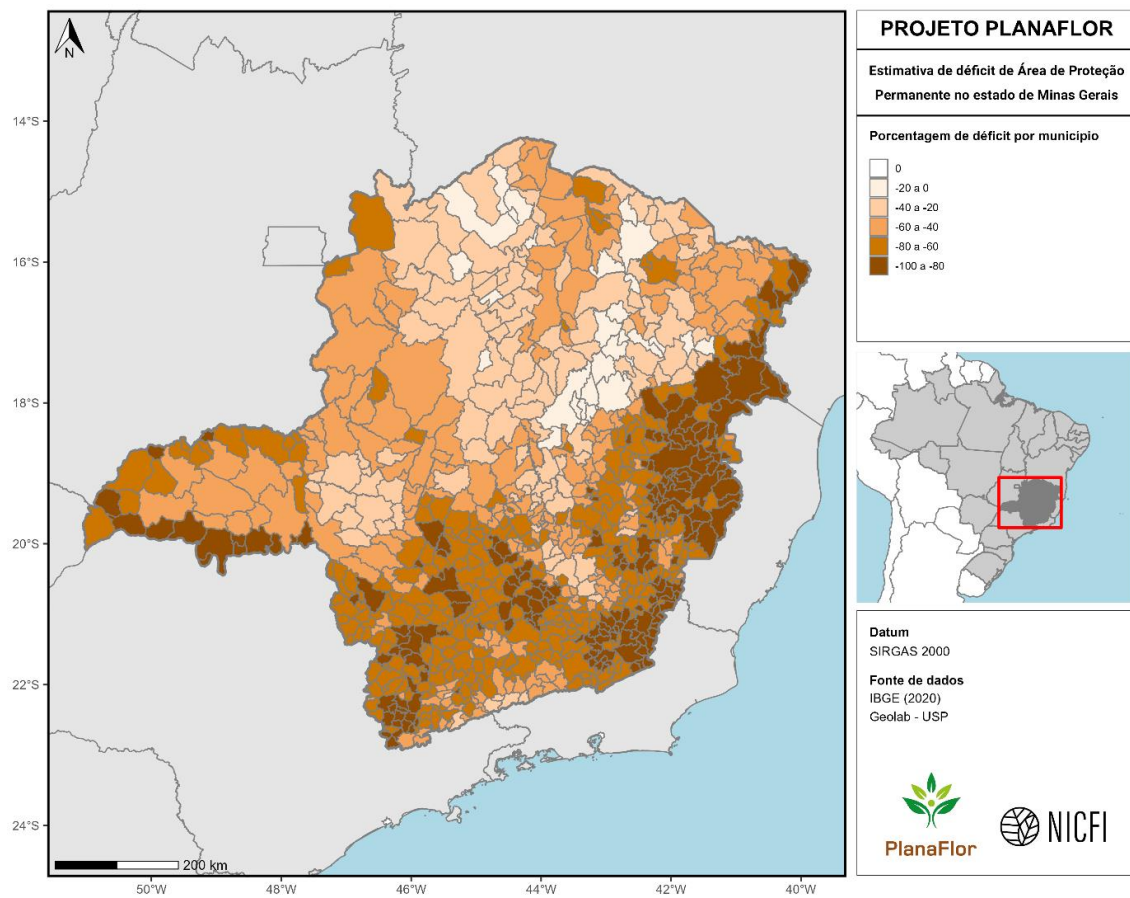 PROJETO PLANAFLOR
Estimativa de déficit de Área de Proteção
Permanente no estado de Minas Gerais
Porcentagem de déficit por município
0
-20 a 0
-40 a -20
-60 a -40
-80 a -60
-100 a -80
N
14°S
16°S
18°S
20°S
22°S
24°S
200 km
50°W
48°W
46°W
44°W
42°W
40°W
Datum
SIRGAS 2000
Fonte de dados
IBGE (2020)
Geolab - USP
PlanaFlor
NICFI